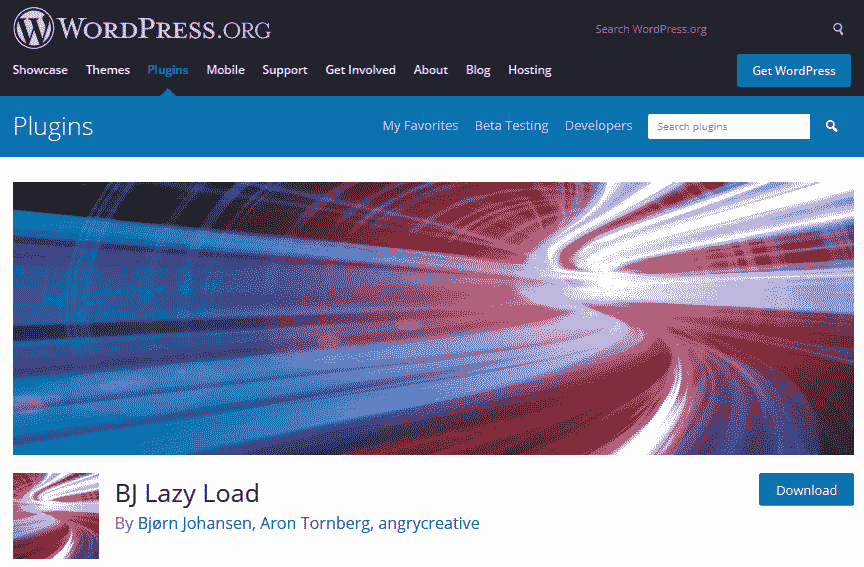 WORDPRESS.ORG
Search WordPress.org
Showcase Themes Plugins Mobile Support Get Involved About Blog Hosting
Get WordPress
Plugins
My Favorites Beta Testing Developers
Search plugins
BJ Lazy Load
Download
By Bjørn Johansen, Aron Tornberg, angrycreative